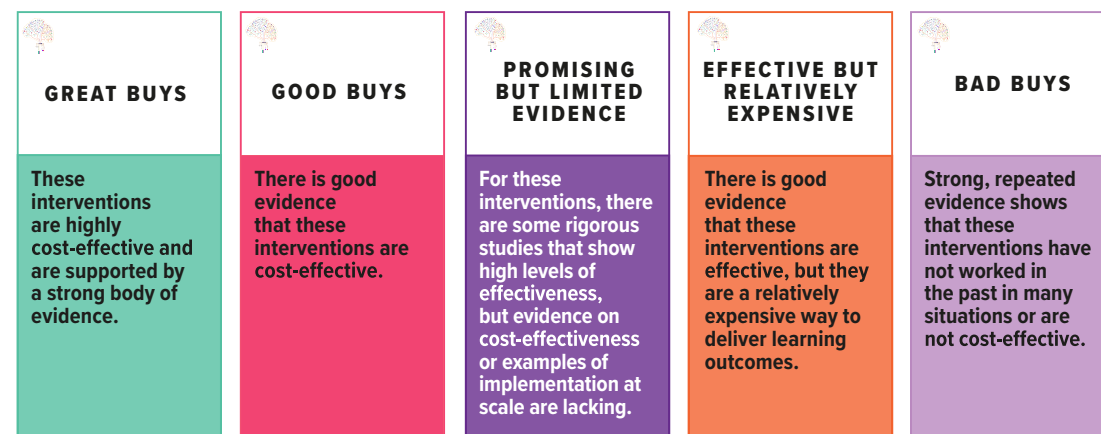 GREAT BUYS
These
interventions
are highly
cost-effective and
are supported by
a strong body of
evidence.
GOOD BUYS
There is good
evidence
that these
interventions are
cost-effective.
PROMISING
BUT LIMITED
EVIDENCE
For these
interventions, there
are some rigorous
studies that show
high levels of
effectiveness,
but evidence on
cost-effectiveness
or examples of
implementation at
scale are lacking.
EFFECTIVE BUT
RELATIVELY
EXPENSIVE
There is good
evidence
that these
interventions are
effective, but they
are a relatively
expensive way to
deliver learning
outcomes.
BAD BUYS
Strong, repeated
evidence shows
that these
interventions have
not worked in
the past in many
situations or are
not cost-effective.